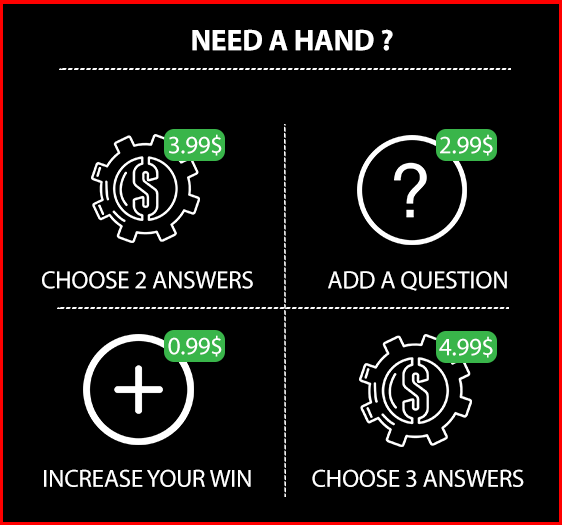 NEED A HAND ?
3.99$
CHOOSE 2 ANSWERS
2.99$
?
ADD A QUESTION
0.99$
+
INCREASE YOUR WIN
4.99$
CHOOSE 3 ANSWERS